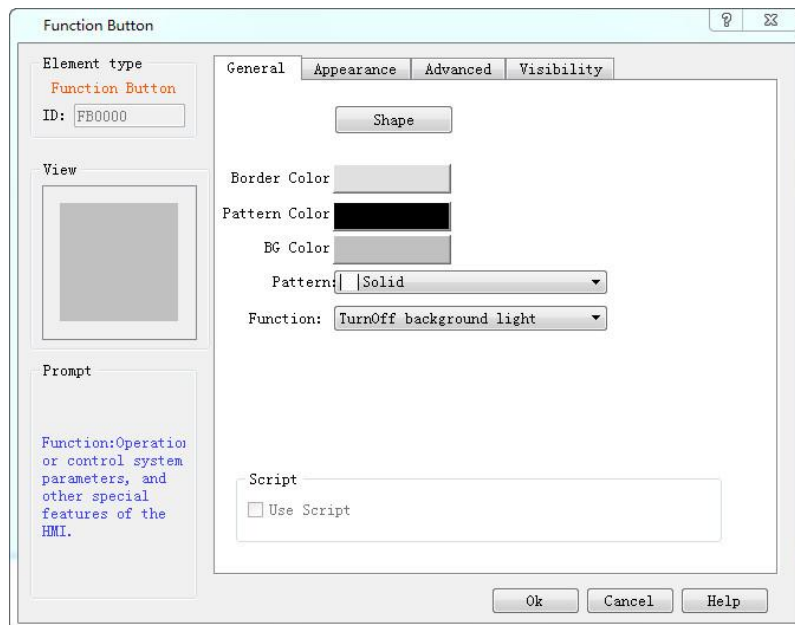 Function Button
Element type
Function Button
ID: FB0000
View
Prompt
Function:Operation
or control system
parameters, and
other special
features of the
HMI.
General Appearance Advanced Visibility
Shape
Border Color
Pattern Color
BG Color
Pattern: Solid
Function: TurnOff background light
Script
Use Script
Ok Cancel Help